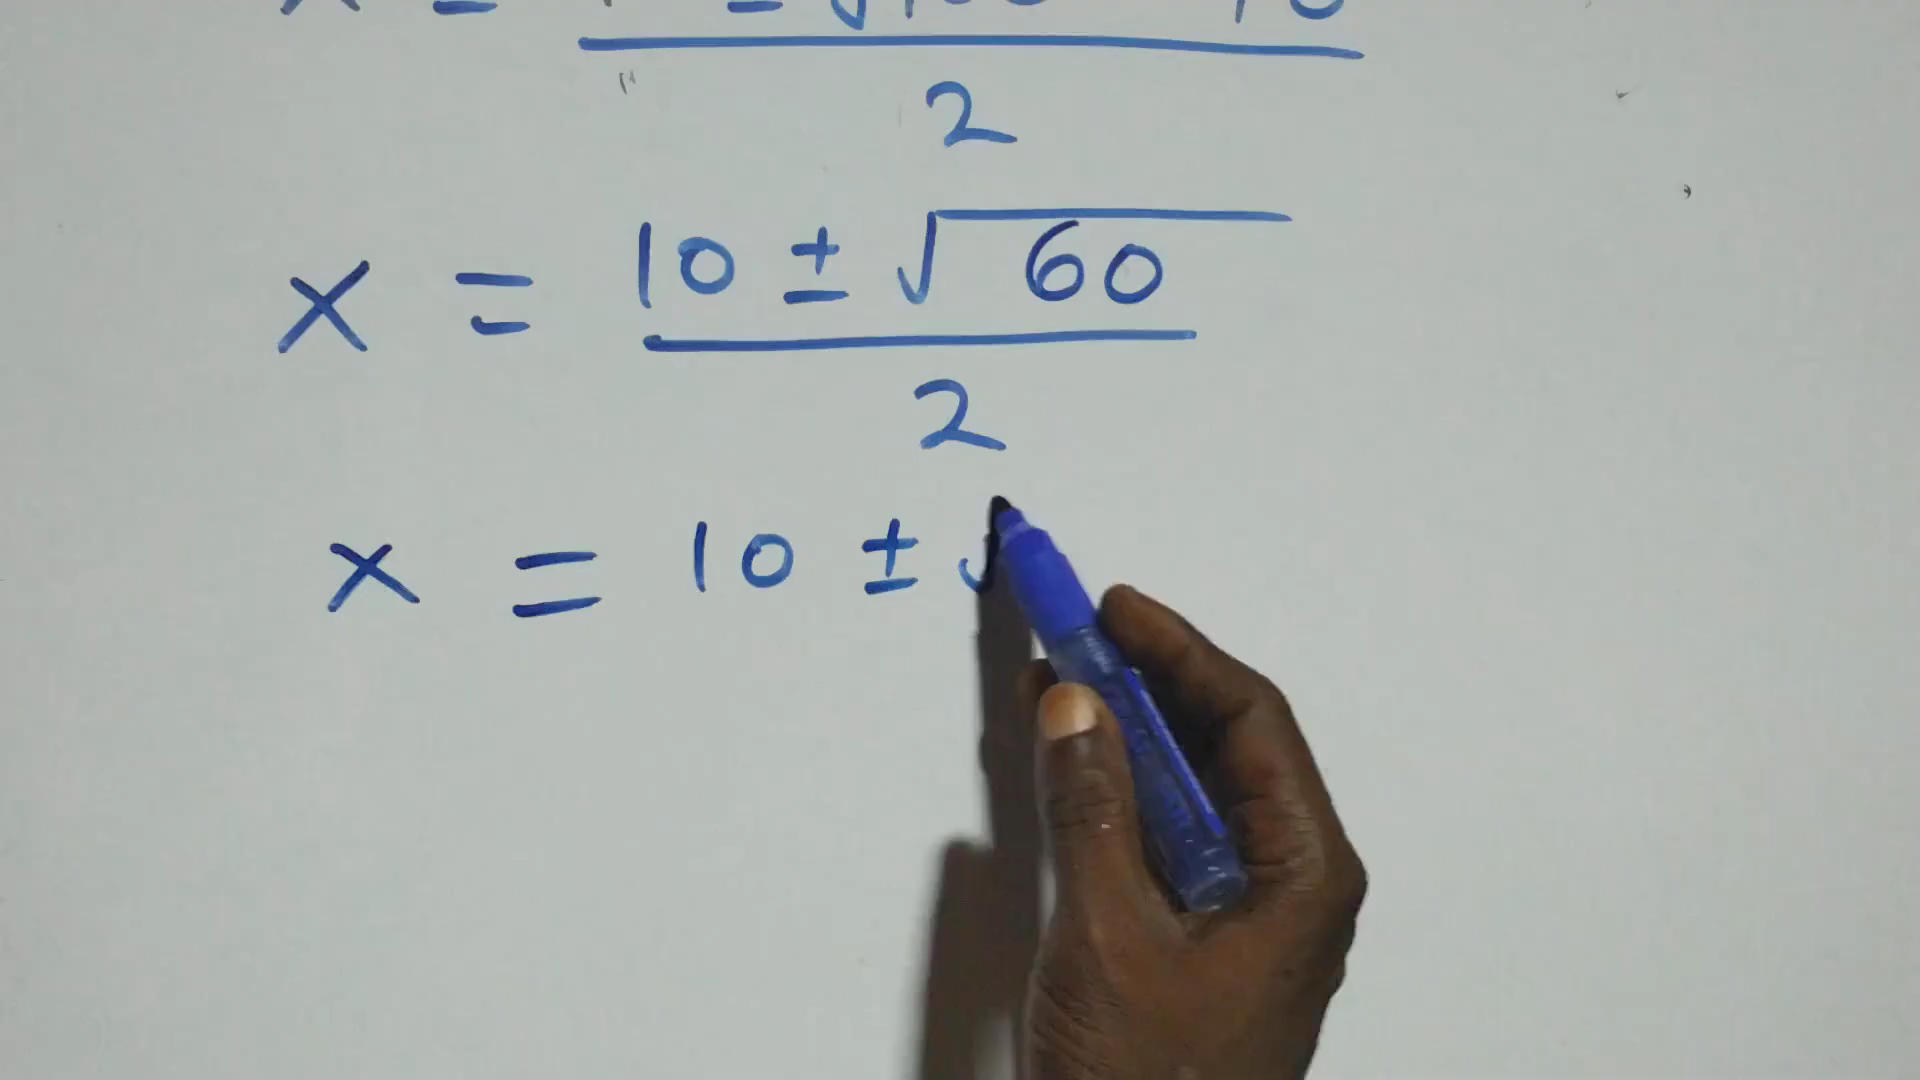 2
x = 10 ± √60
2
x = 10 ± √